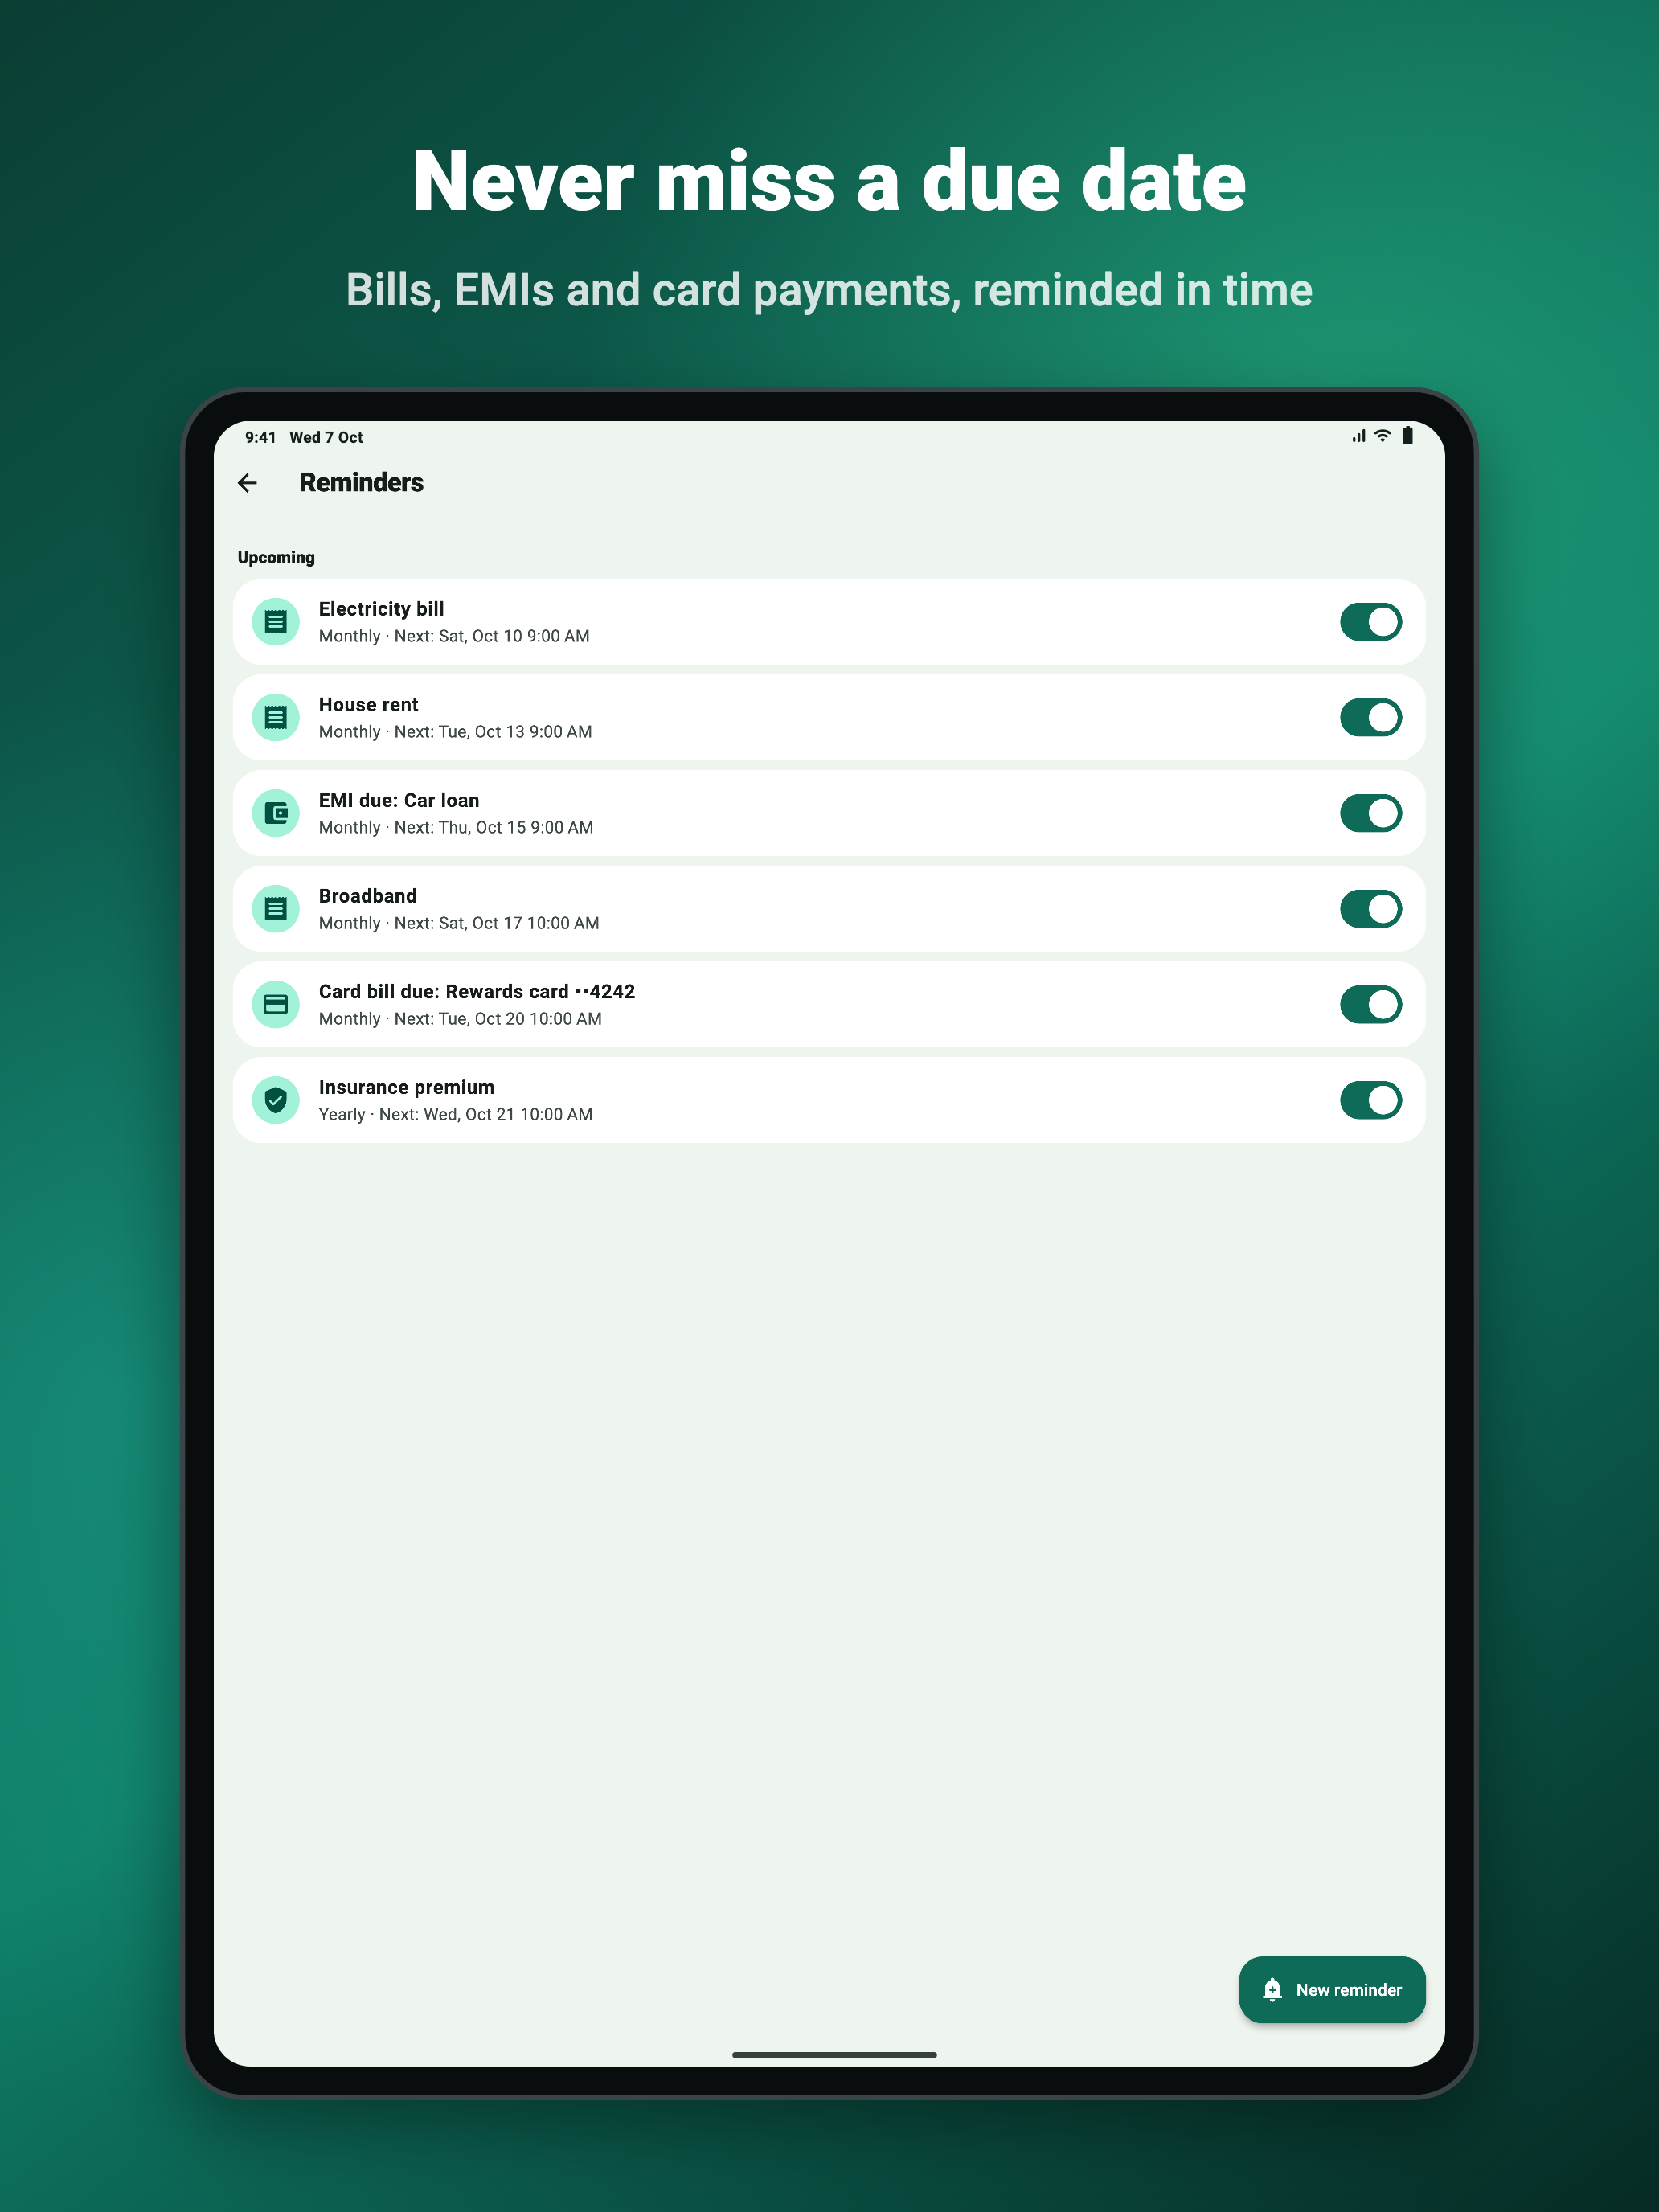 Never miss a due date
Bills, EMIs and card payments, reminded in time
9:41 Wed 7 Oct
Reminders
Upcoming
Electricity bill
Monthly · Next: Sat, Oct 10 9:00 AM
House rent
Monthly · Next: Tue, Oct 13 9:00 AM
EMI due: Car loan
Monthly · Next: Thu, Oct 15 9:00 AM
Broadband
Monthly · Next: Sat, Oct 17 10:00 AM
Card bill due: Rewards card ••4242
Monthly · Next: Tue, Oct 20 10:00 AM
Insurance premium
Yearly · Next: Wed, Oct 21 10:00 AM
New reminder